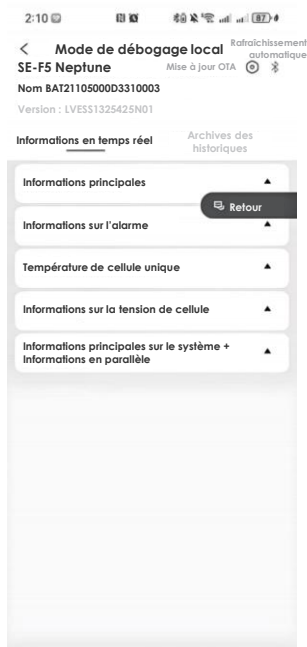 2:10 87
Mode de débogage local Rafraîchissement
automatique
SE-F5 Neptune Mise à jour OTA
Nom BAT21105000D3310003
Version : LVESS1325425N01
Informations en temps réel Archives des
historiques
Informations principales
Retour
Informations sur l'alarme
Température de cellule unique
Informations sur la tension de cellule
Informations principales sur le système +
Informations en parallèle